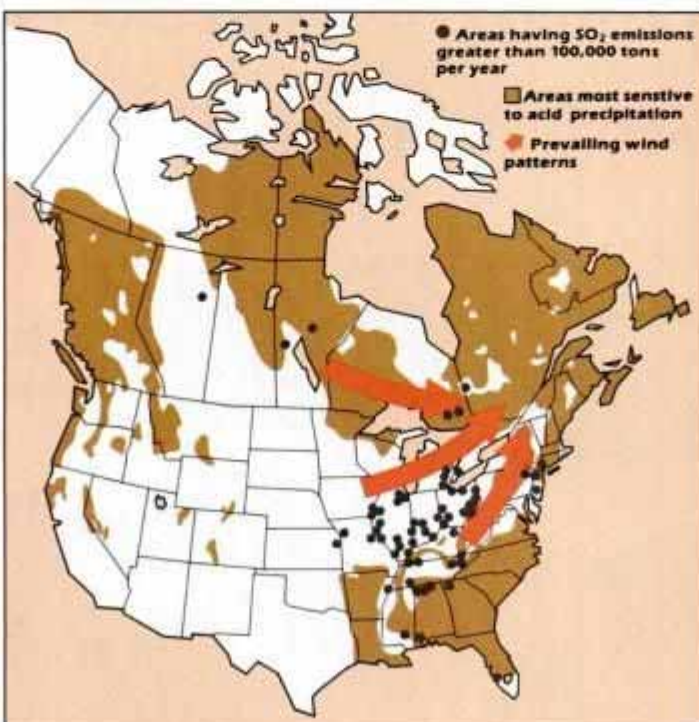 Areas having SO₂ emissions
greater than 100,000 tons
per year
Areas most senstive
to acid precipitation
Prevailing wind
patterns